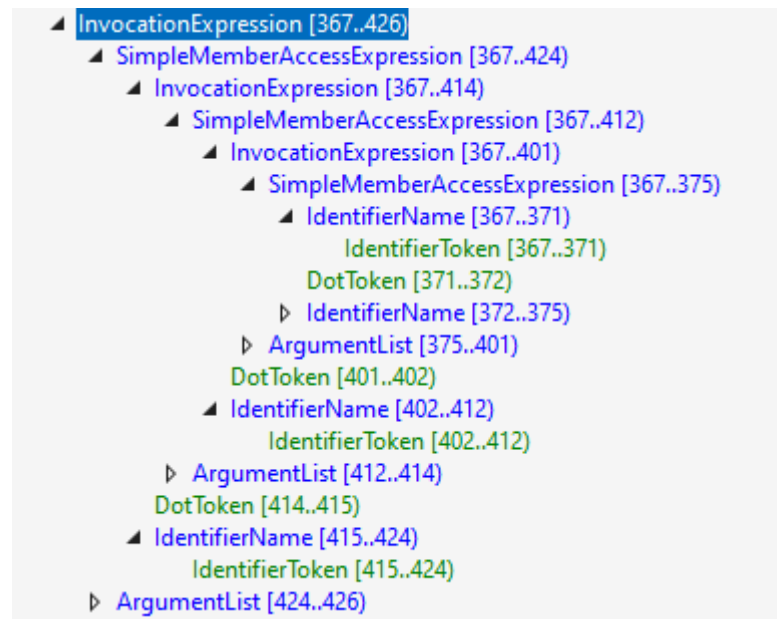 InvocationExpression [367..426)
SimpleMemberAccessExpression [367..424)
InvocationExpression [367..414)
SimpleMemberAccessExpression [367..412)
InvocationExpression [367..401)
SimpleMemberAccessExpression [367..375)
IdentifierName [367..371)
IdentifierToken [367..371)
DotToken [371..372)
IdentifierName [372..375)
ArgumentList [375..401)
DotToken [401..402)
IdentifierName [402..412)
IdentifierToken [402..412)
ArgumentList [412..414)
DotToken [414..415)
IdentifierName [415..424)
IdentifierToken [415..424)
ArgumentList [424..426)